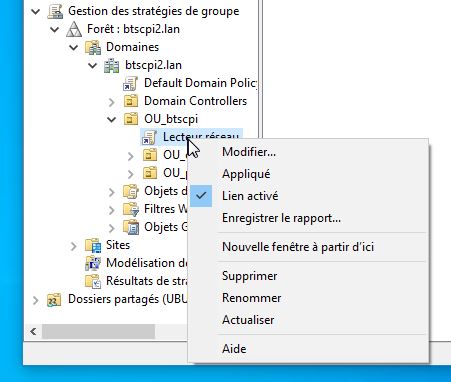 Gestion des stratégies de groupe
Forêt : btscpi2.lan
Domaines
btscpi2.lan
Default Domain Policy
Domain Controllers
OU_btscpi
Lecteur réseau
OU_
OU_p
Objets d
Filtres W
Objets G
Sites
Modélisation de
Résultats de stra
Dossiers partagés (UBU
Modifier...
Appliqué
Lien activé
Enregistrer le rapport...
Nouvelle fenêtre à partir d'ici
Supprimer
Renommer
Actualiser
Aide